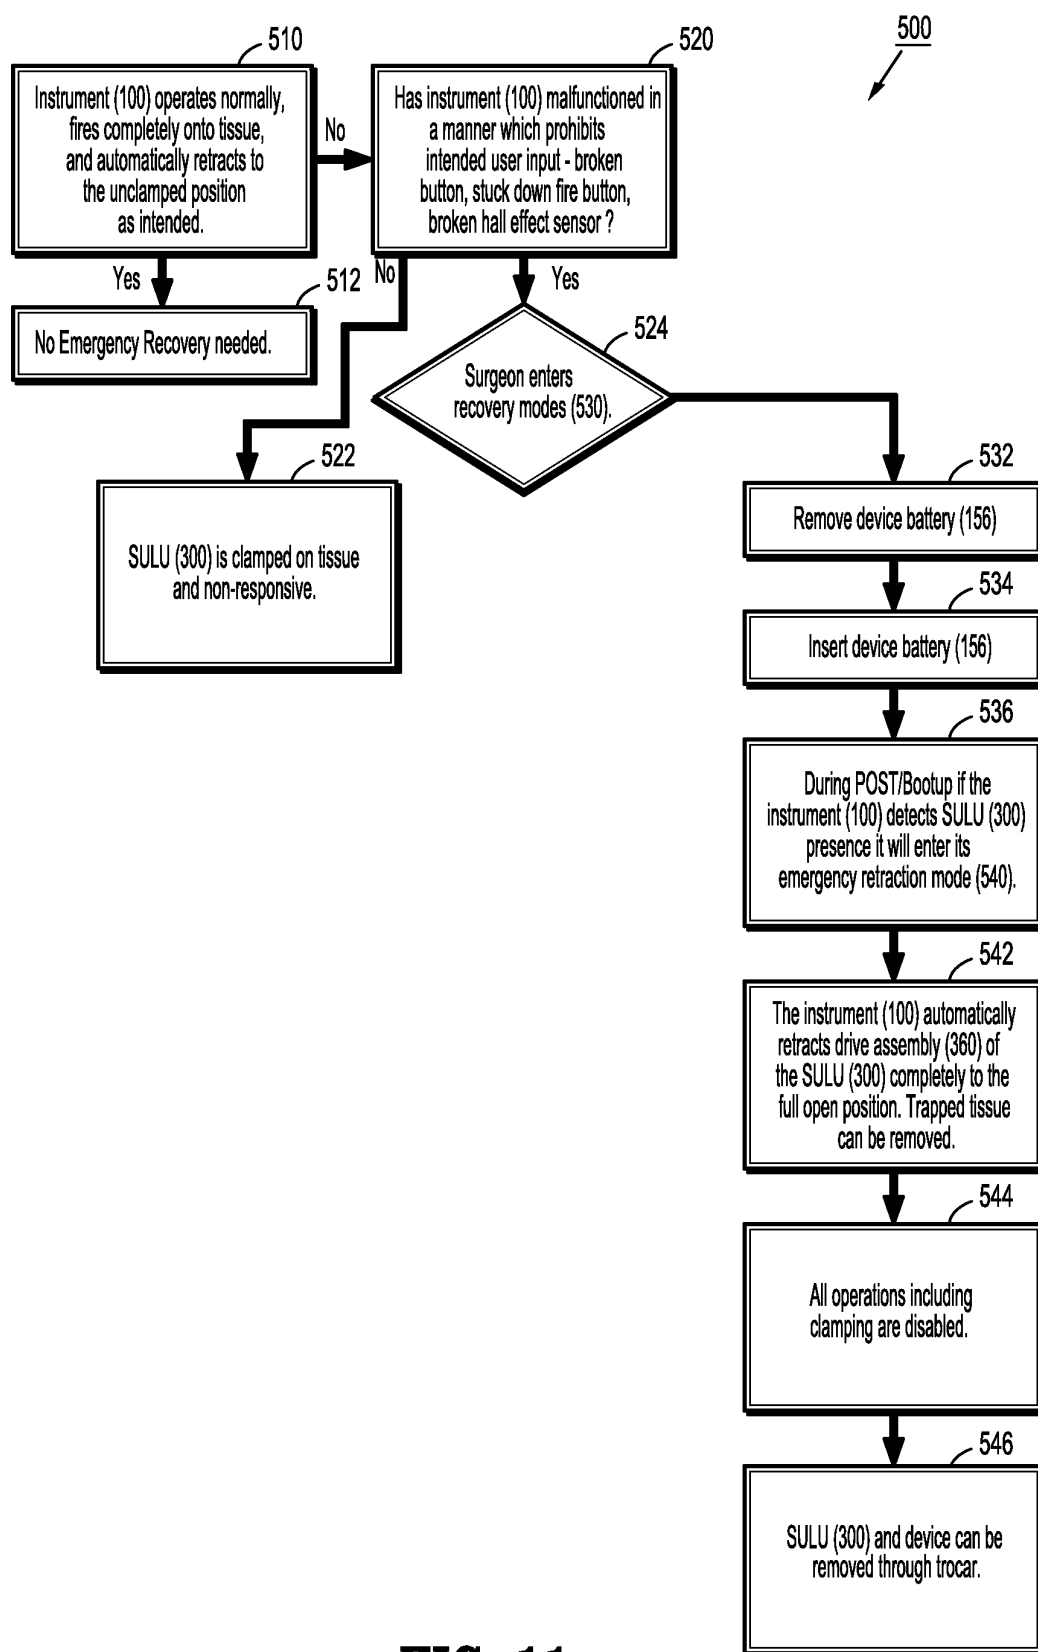 500
510
Instrument (100) operates normally,
fires completely onto tissue,
and automatically retracts to
the unclamped position
as intended.
No
520
Has instrument (100) malfunctioned in
a manner which prohibits
intended user input - broken
button, stuck down fire button,
broken hall effect sensor ?
Yes
512
No Emergency Recovery needed.
No
Yes
524
Surgeon enters
recovery modes (530).
522
SULU (300) is clamped on tissue
and non-responsive.
532
Remove device battery (156)
534
Insert device battery (156)
536
During POST/Bootup if the
instrument (100) detects SULU (300)
presence it will enter its
emergency retraction mode (540).
542
The instrument (100) automatically
retracts drive assembly (360) of
the SULU (300) completely to the
full open position. Trapped tissue
can be removed.
544
All operations including
clamping are disabled.
546
SULU (300) and device can be
removed through trocar.